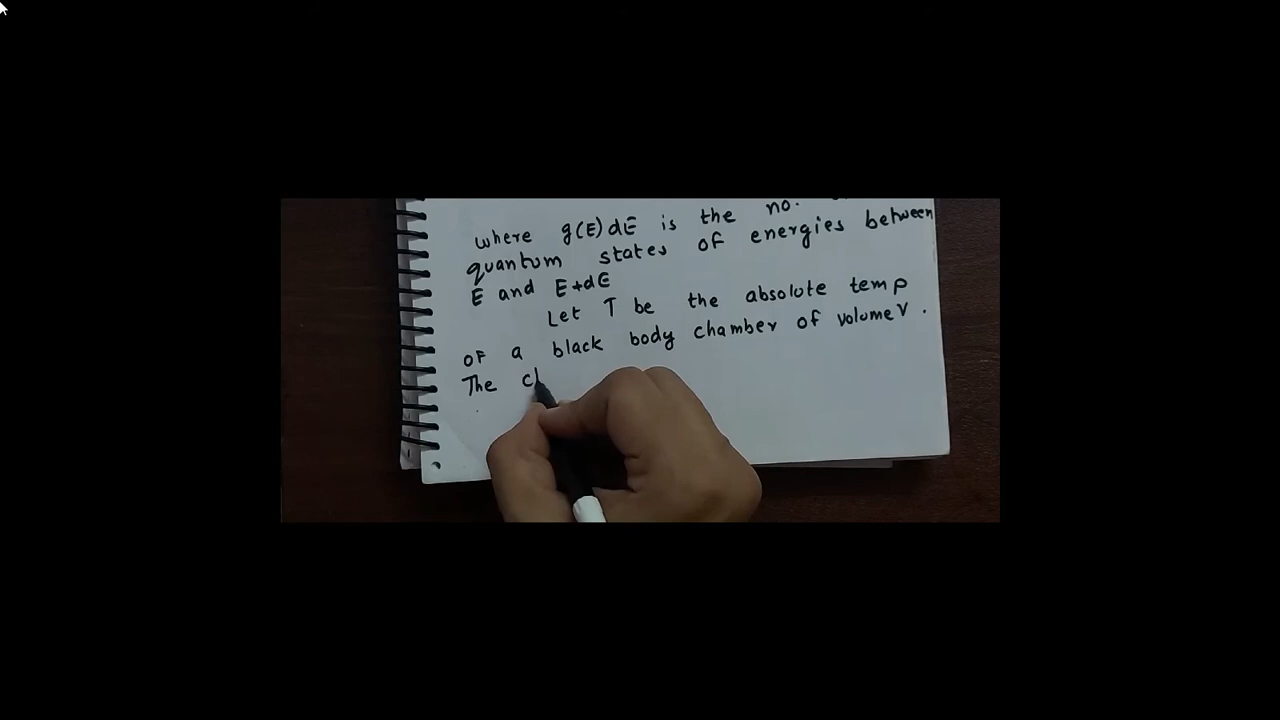 where g(E)dE is the no.
quantum states of energies between
E and E+dE
Let T be the absolute temp
of a black body chamber of volume V.
The